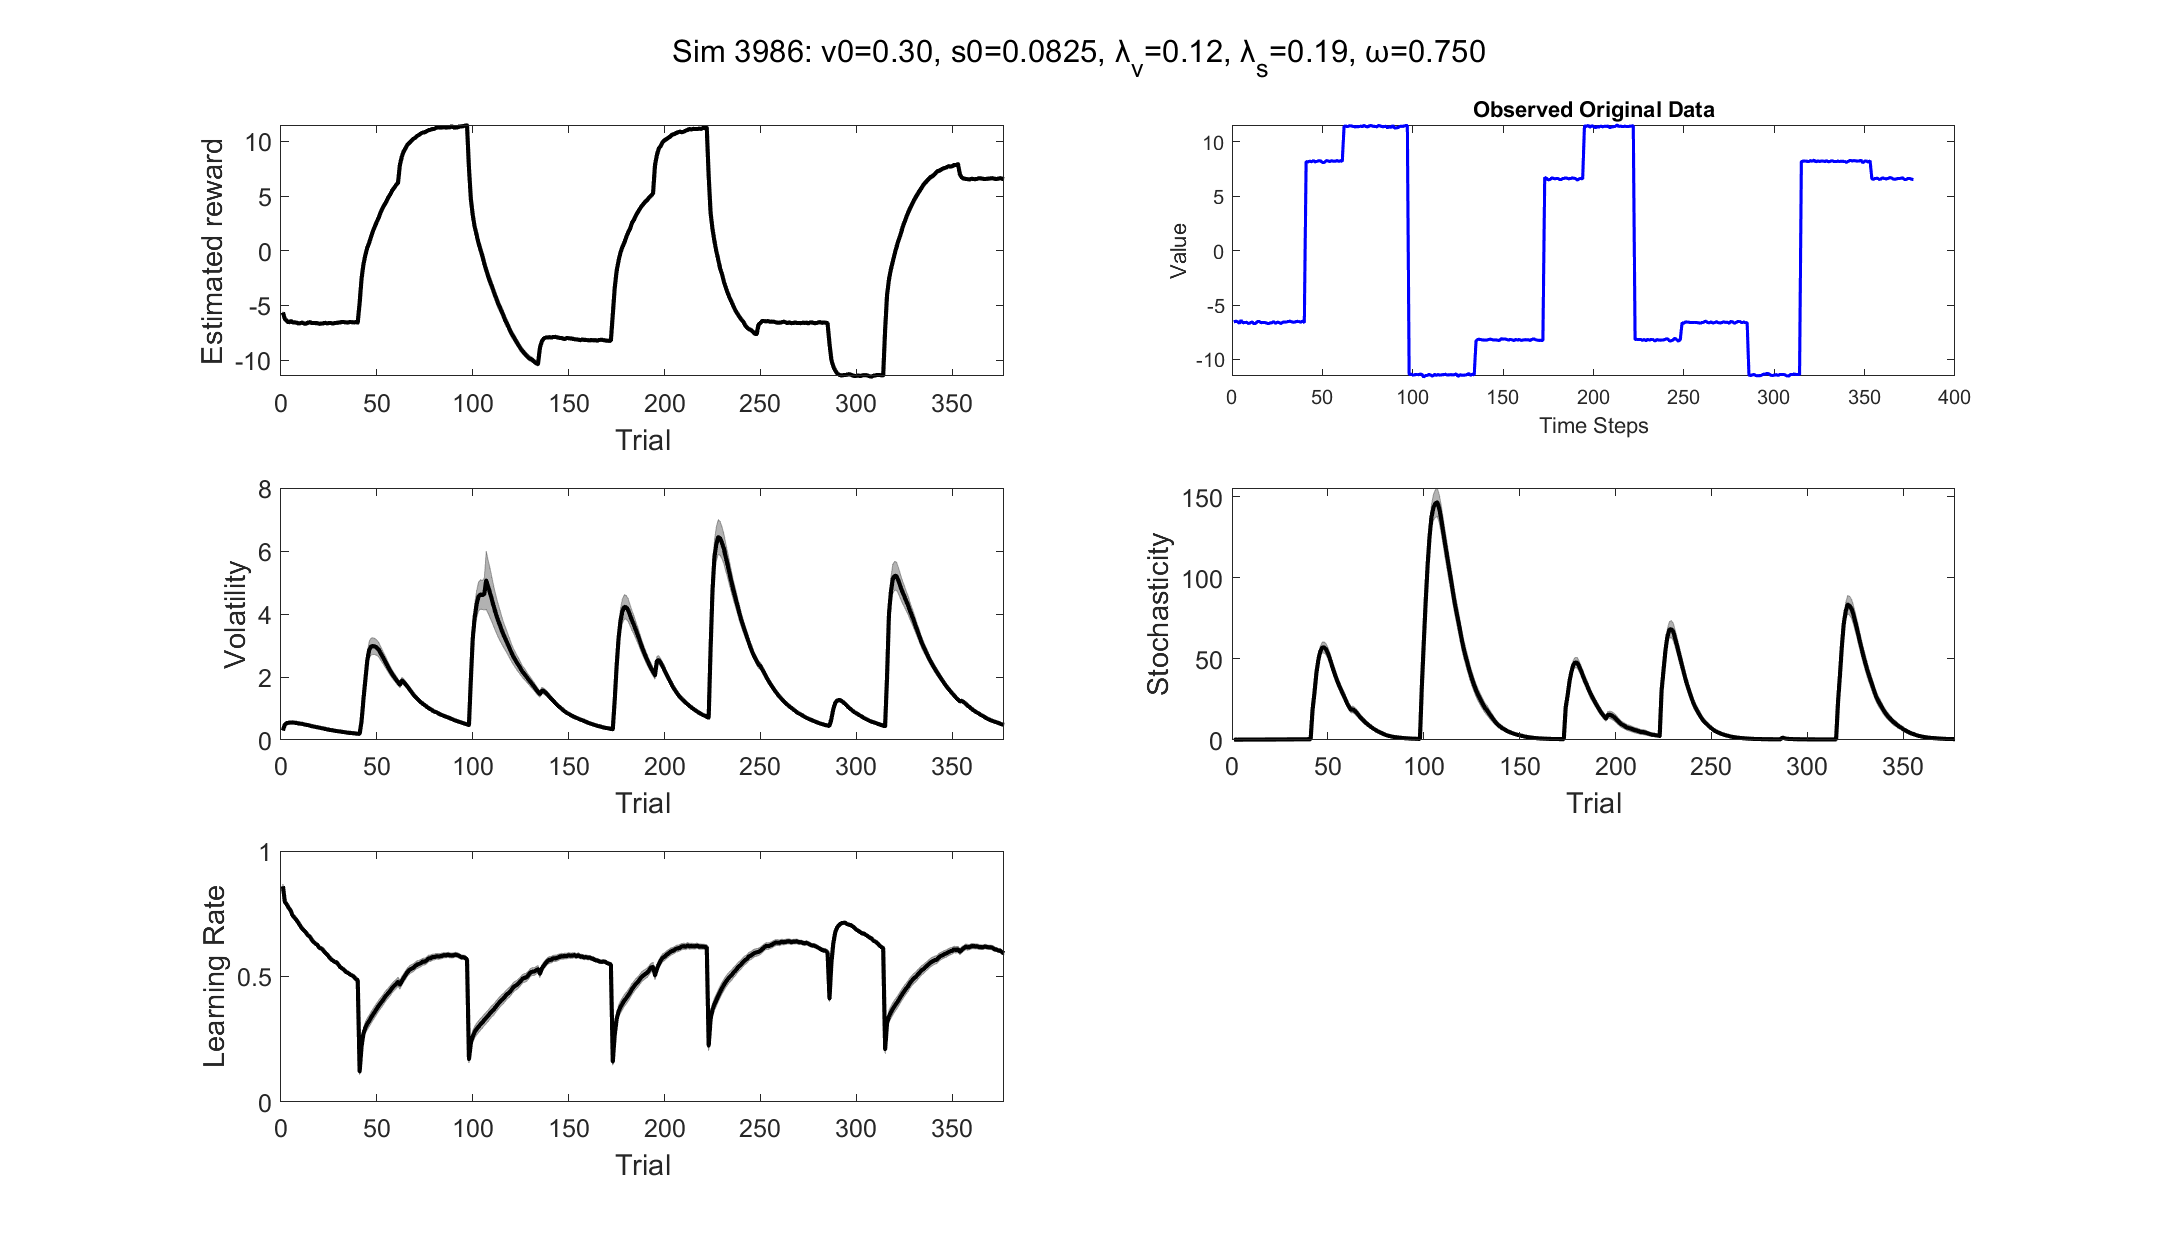 Sim 3986: v0=0.30, s0=0.0825, λv=0.12, λs=0.19, ω=0.750
Estimated reward
10
5
0
-5
-10
0 50 100 150 200 250 300 350
Trial
Observed Original Data
Value
10
5
0
-5
-10
0 50 100 150 200 250 300 350 400
Time Steps
Volatility
8
6
4
2
0
0 50 100 150 200 250 300 350
Trial
Stochasticity
150
100
50
0
0 50 100 150 200 250 300 350
Trial
Learning Rate
1
0.5
0
0 50 100 150 200 250 300 350
Trial